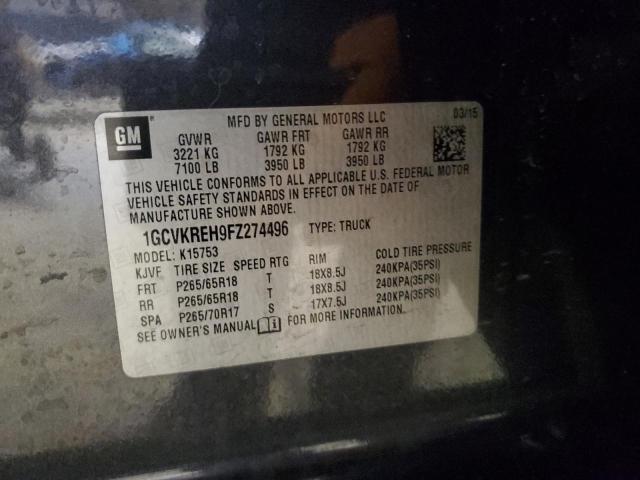 GM
MFD BY GENERAL MOTORS LLC 03/15
GVWR GAWR FRT GAWR RR
3221 KG 1792 KG 1792 KG
7100 LB 3950 LB 3950 LB
THIS VEHICLE CONFORMS TO ALL APPLICABLE U.S. FEDERAL MOTOR
VEHICLE SAFETY STANDARDS IN EFFECT ON THE DATE OF
MANUFACTURE SHOWN ABOVE.
1GCVKREH9FZ274496 TYPE: TRUCK
MODEL: K15753
KJVF TIRE SIZE SPEED RTG RIM COLD TIRE PRESSURE
FRT P265/65R18 T 18X8.5J 240KPA(35PSI)
RR P265/65R18 T 18X8.5J 240KPA(35PSI)
SPA P265/70R17 S 17X7.5J 240KPA(35PSI)
SEE OWNER'S MANUAL FOR MORE INFORMATION.